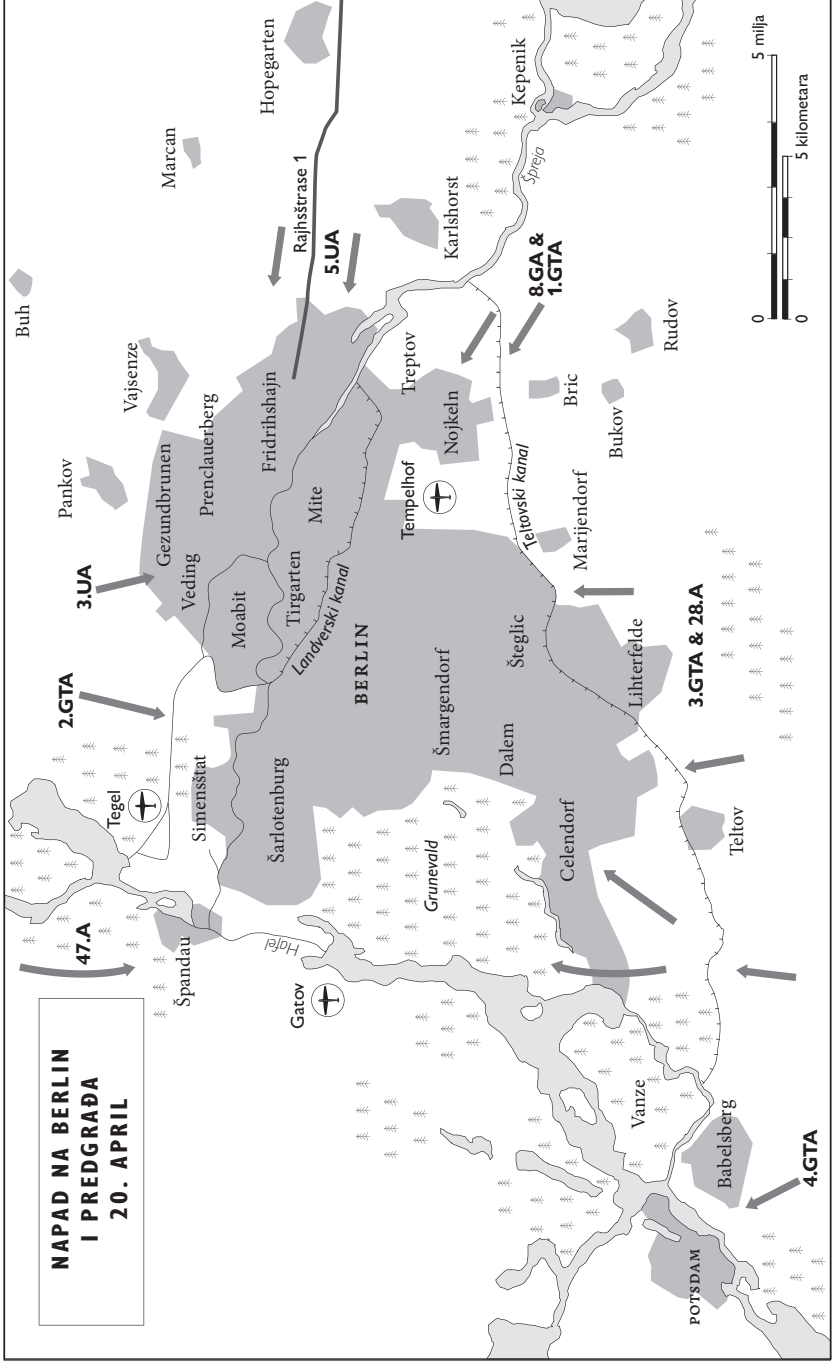 NAPAD NA BERLIN
I PREDGRAĐA
20. APRIL
47.A
Špandau
Hafel
Gatov
Tegel
2.GTA
3.UA
Pankov
Buh
Vajsenze
Marcan
Hopegarten
Rajhsštrase 1
5.UA
Karlshorst
Kepenik
Špreja
Simensštat
Šarlotenburg
Gezundbrunen
Veding
Prenclauerberg
Fridrihshajn
Moabit
Tirgarten
Mite
Landverski kanal
BERLIN
Treptov
Nojkeln
Tempelhof
8.GA &
1.GTA
Rudov
Bric
Bukov
Marijendorf
Teltovski kanal
Grunevald
Šmargendorf
Dalem
Šteglic
Lihterfelde
3.GTA & 28.A
Celendorf
Teltov
Vanze
Babelsberg
POTSDAM
4.GTA
0
5 milja
0
5 kilometara